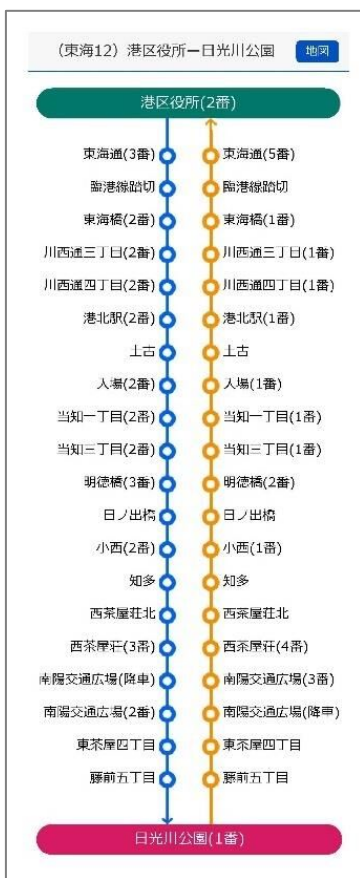 （東海12）港区役所ー日光川公園 地図
港区役所(2番)
東海通(3番) 東海通(5番)
臨港線踏切 臨港線踏切
東海橋(2番) 東海橋(1番)
川西通三丁目(2番) 川西通三丁目(1番)
川西通四丁目(2番) 川西通四丁目(1番)
港北駅(2番) 港北駅(1番)
土古 土古
入場(2番) 入場(1番)
当知一丁目(2番) 当知一丁目(1番)
当知三丁目(2番) 当知三丁目(1番)
明徳橋(3番) 明徳橋(2番)
日ノ出橋 日ノ出橋
小西(2番) 小西(1番)
知多 知多
西茶屋荘北 西茶屋荘北
西茶屋荘(3番) 西茶屋荘(4番)
南陽交通広場(降車) 南陽交通広場(3番)
南陽交通広場(2番) 南陽交通広場(降車)
東茶屋四丁目 東茶屋四丁目
藤前五丁目 藤前五丁目
日光川公園(1番)